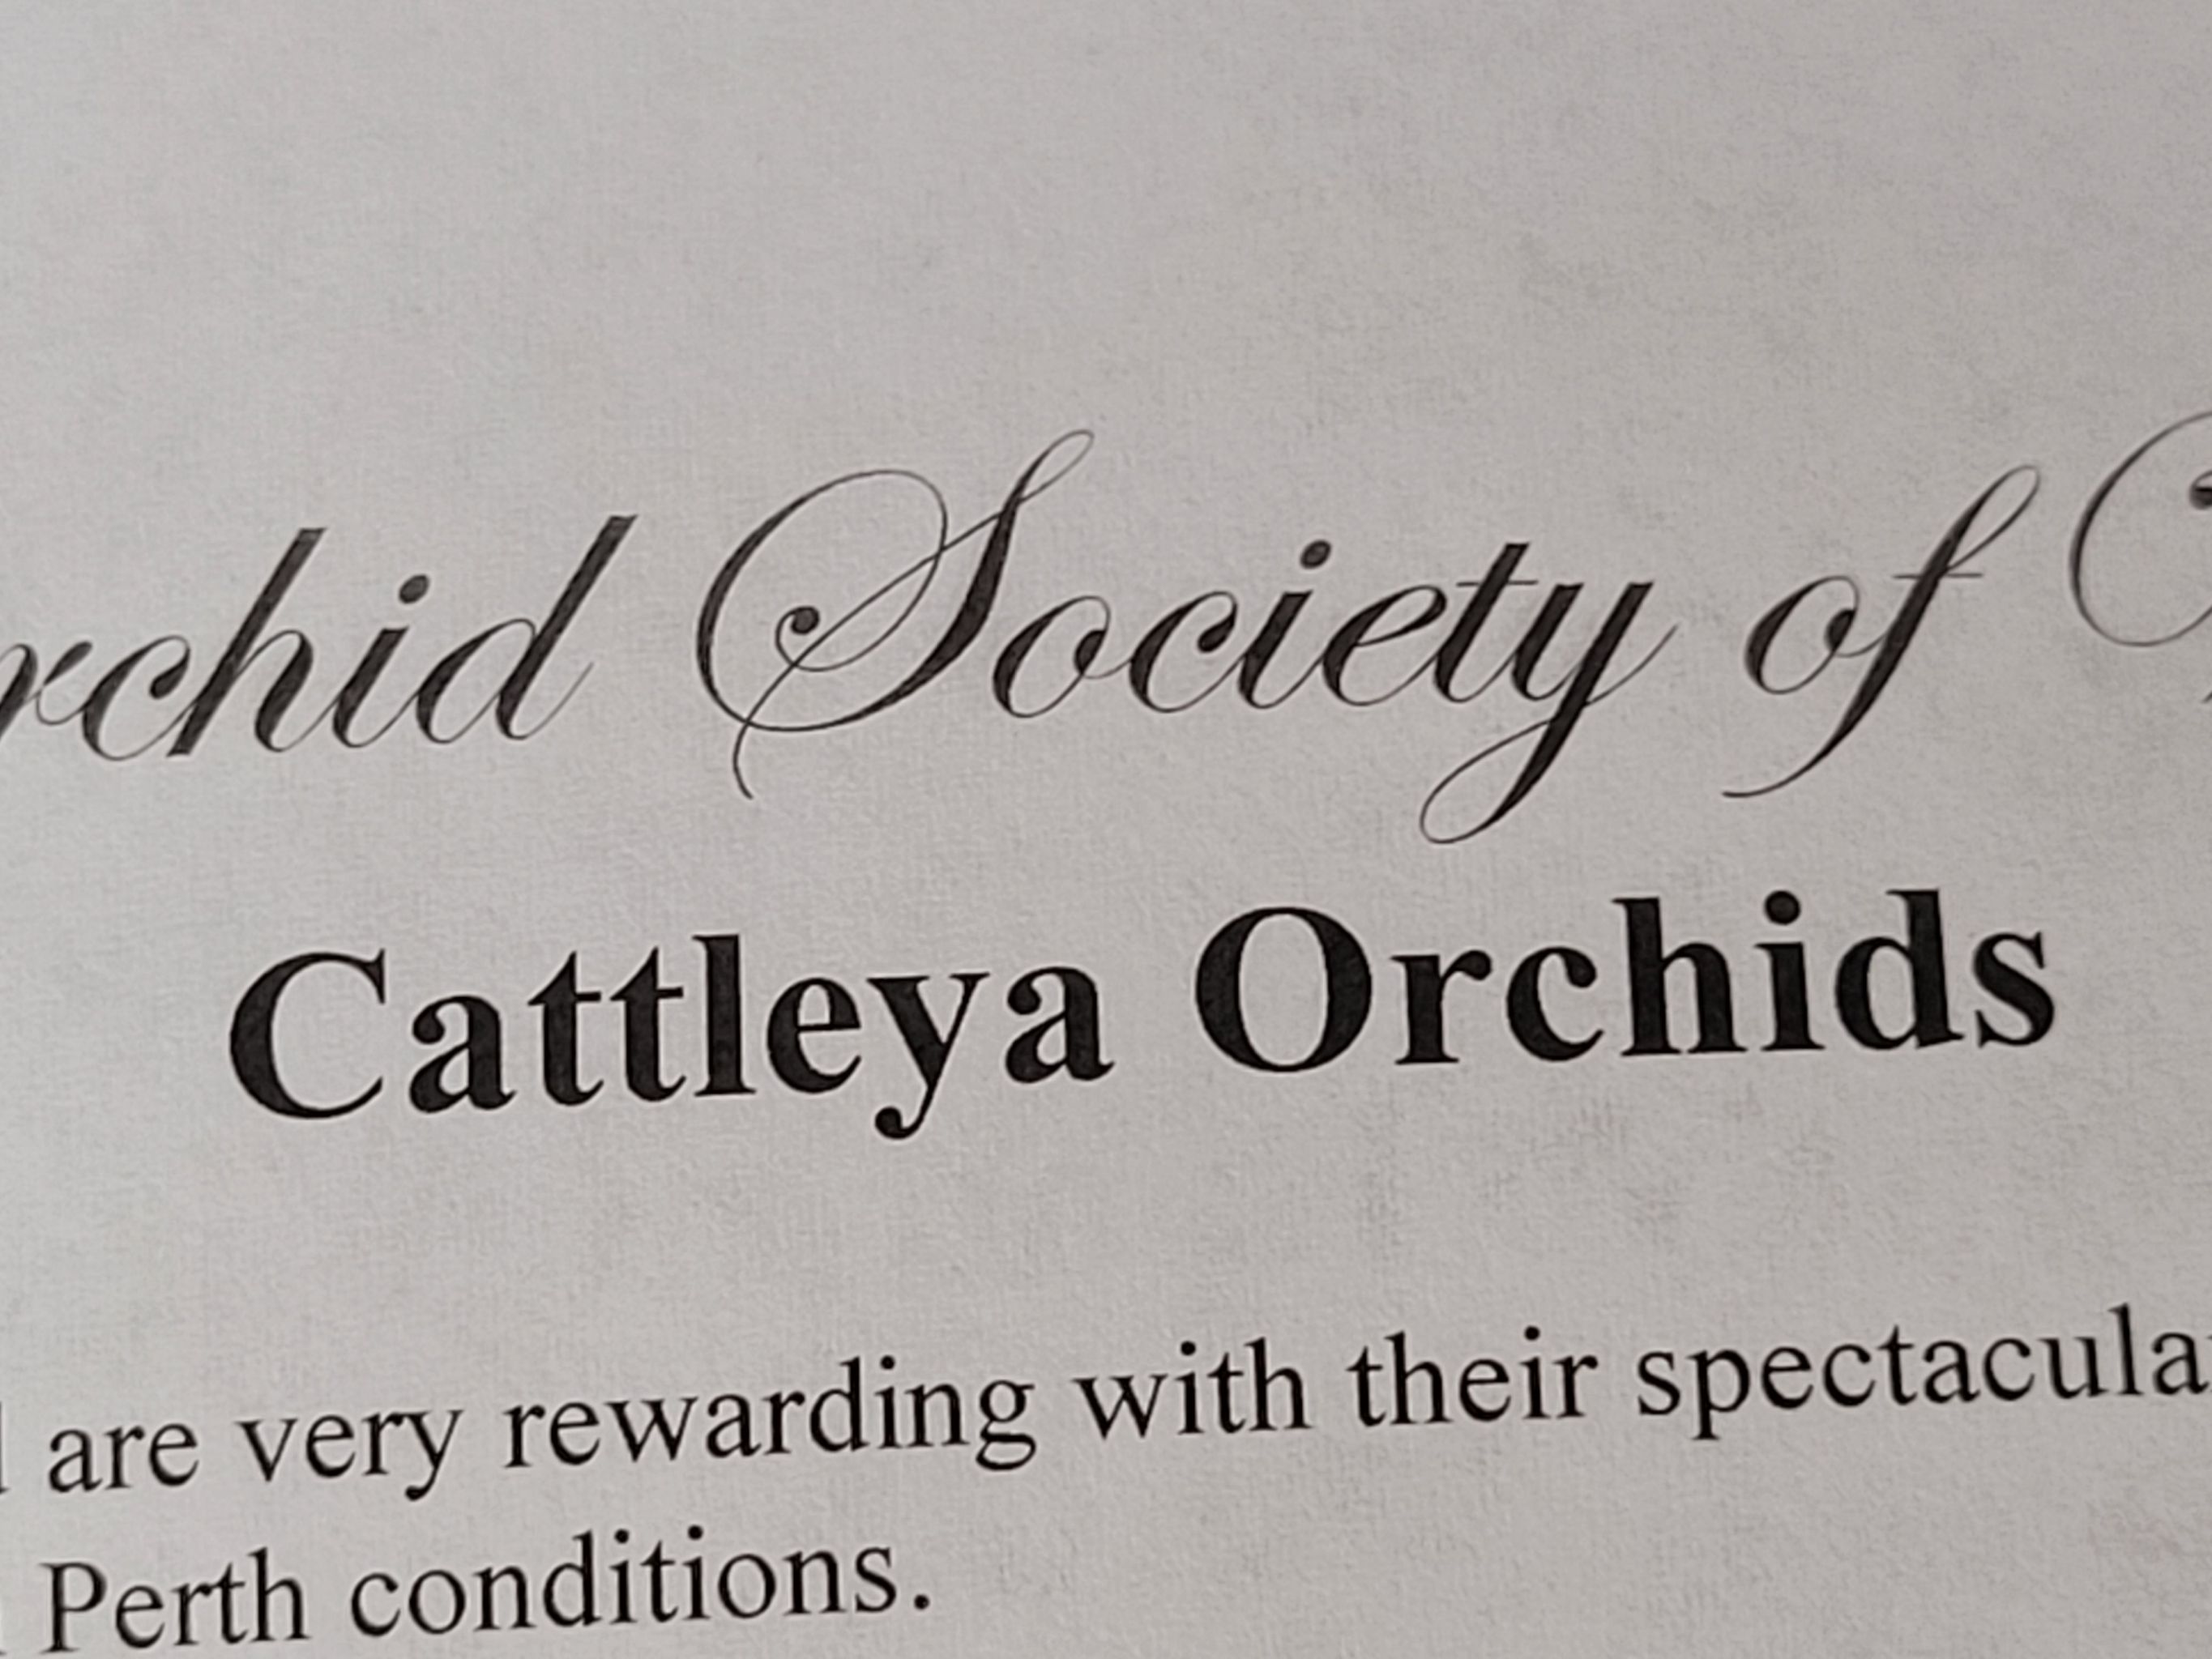 rchid Society of
Cattleya Orchids
are very rewarding with their spectacula
Perth conditions.